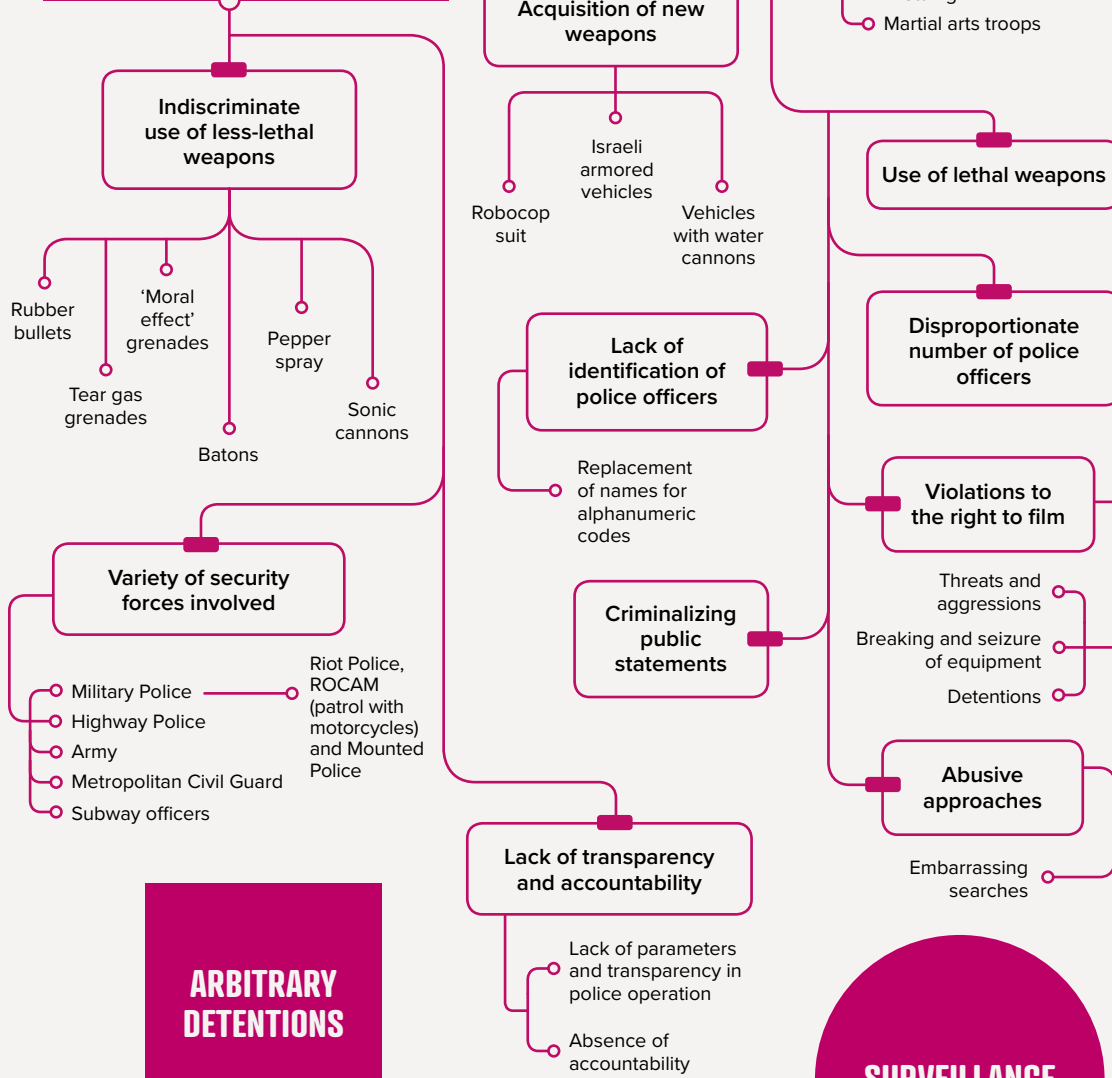 Acquisition of new
weapons
Martial arts troops
Indiscriminate
use of less-lethal
weapons
Israeli
armored
vehicles
Robocop
suit
Vehicles
with water
cannons
Use of lethal weapons
Rubber
bullets
‘Moral
effect’
grenades
Pepper
spray
Tear gas
grenades
Sonic
cannons
Batons
Lack of
identification of
police officers
Replacement
of names for
alphanumeric
codes
Disproportionate
number of police
officers
Violations to
the right to film
Threats and
aggressions
Breaking and seizure
of equipment
Detentions
Variety of security
forces involved
Military Police
Highway Police
Army
Metropolitan Civil Guard
Subway officers
Riot Police,
ROCAM
(patrol with
motorcycles)
and Mounted
Police
Criminalizing
public
statements
Abusive
approaches
Embarrassing
searches
Lack of transparency
and accountability
Lack of parameters
and transparency in
police operation
Absence of
accountability
ARBITRARY
DETENTIONS
SURVEILLANCE